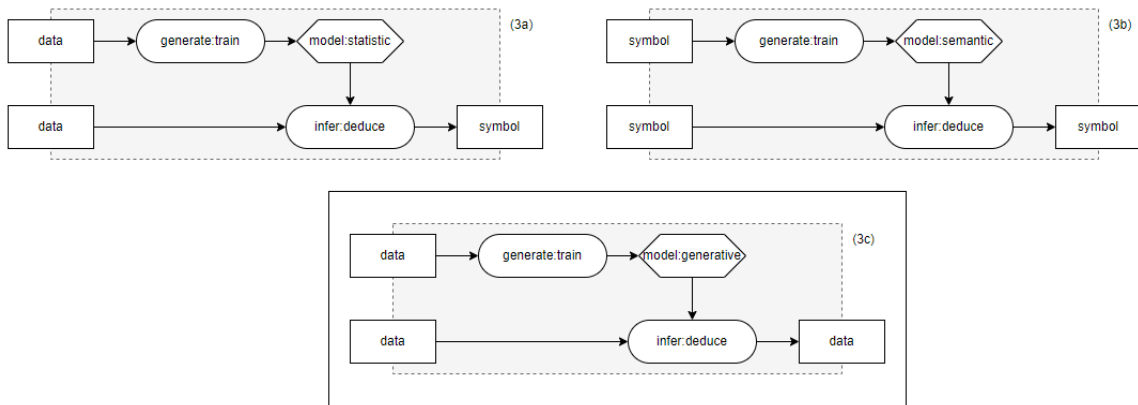 data
generate:train
model:statistic
(3a)
data
infer:deduce
symbol
symbol
generate:train
model:semantic
(3b)
symbol
infer:deduce
symbol
data
generate:train
model:generative
(3c)
data
infer:deduce
data